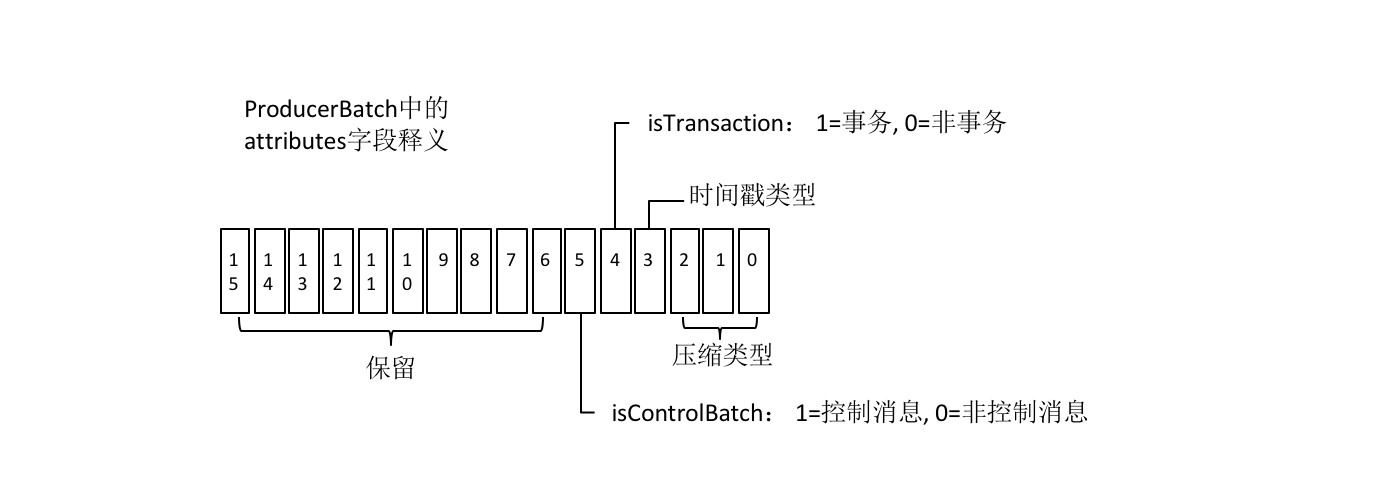 ProducerBatch中的
attributes字段释义
isTransaction： 1=事务, 0=非事务
时间戳类型
15 14 13 12 11 10 9 8 7 6 5 4 3 2 1 0
保留
压缩类型
isControlBatch： 1=控制消息, 0=非控制消息